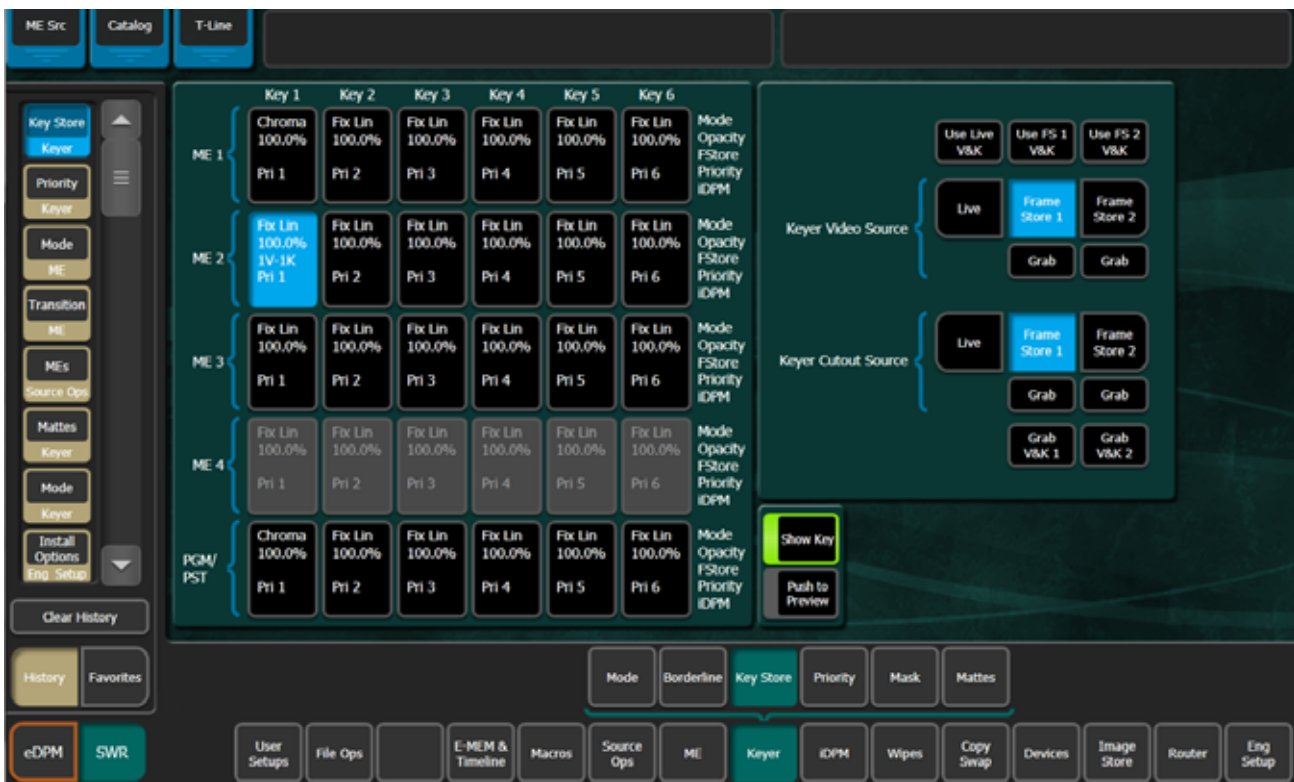 ME Src
Catalog
T-Line
Key Store
Keyer
Priority
Keyer
Mode
ME
Transition
ME
MEs
Source Ops
Mattes
Keyer
Mode
Keyer
Install
Options
Eng Setup
Clear History
History
Favorites
Key 1 Key 2 Key 3 Key 4 Key 5 Key 6
ME 1
Chroma Fix Lin Fix Lin Fix Lin Fix Lin Fix Lin Mode
100.0% 100.0% 100.0% 100.0% 100.0% 100.0% Opacity
FStore
Pri 1 Pri 2 Pri 3 Pri 4 Pri 5 Pri 6 Priority
iDPM
ME 2
Fix Lin Fix Lin Fix Lin Fix Lin Fix Lin Fix Lin Mode
100.0% 100.0% 100.0% 100.0% 100.0% 100.0% Opacity
1V-1K FStore
Pri 1 Pri 2 Pri 3 Pri 4 Pri 5 Pri 6 Priority
iDPM
ME 3
Fix Lin Fix Lin Fix Lin Fix Lin Fix Lin Fix Lin Mode
100.0% 100.0% 100.0% 100.0% 100.0% 100.0% Opacity
FStore
Pri 1 Pri 2 Pri 3 Pri 4 Pri 5 Pri 6 Priority
iDPM
ME 4
Fix Lin Fix Lin Fix Lin Fix Lin Fix Lin Fix Lin Mode
100.0% 100.0% 100.0% 100.0% 100.0% 100.0% Opacity
FStore
Pri 1 Pri 2 Pri 3 Pri 4 Pri 5 Pri 6 Priority
iDPM
PGM/
PST
Chroma Fix Lin Fix Lin Fix Lin Fix Lin Fix Lin Mode
100.0% 100.0% 100.0% 100.0% 100.0% 100.0% Opacity
FStore
Pri 1 Pri 2 Pri 3 Pri 4 Pri 5 Pri 6 Priority
iDPM
Use Live
V&K
Use FS 1
V&K
Use FS 2
V&K
Keyer Video Source
Live
Frame
Store 1
Frame
Store 2
Grab
Grab
Keyer Cutout Source
Live
Frame
Store 1
Frame
Store 2
Grab
Grab
Grab
V&K 1
Grab
V&K 2
Show Key
Push to
Preview
Mode
Borderline
Key Store
Priority
Mask
Mattes
eDPM
SWR
User
Setups
File Ops
E-MEM &
Timeline
Macros
Source
Ops
ME
Keyer
iDPM
Wipes
Copy
Swap
Devices
Image
Store
Router
Eng
Setup